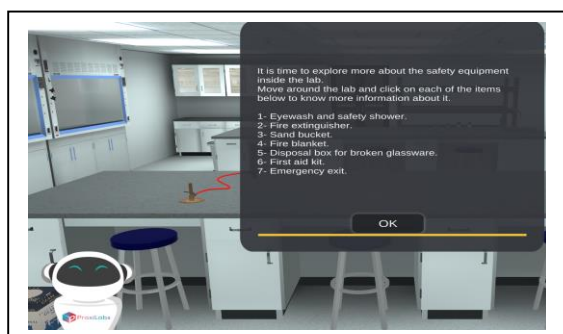 It is time to explore more about the safety equipment
inside the lab.
Move around the lab and click on each of the items
below to know more information about it.
1- Eyewash and safety shower.
2- Fire extinguisher.
3- Sand bucket.
4- Fire blanket.
5- Disposal box for broken glassware.
6- First aid kit.
7- Emergency exit.
OK
PraxiLabs